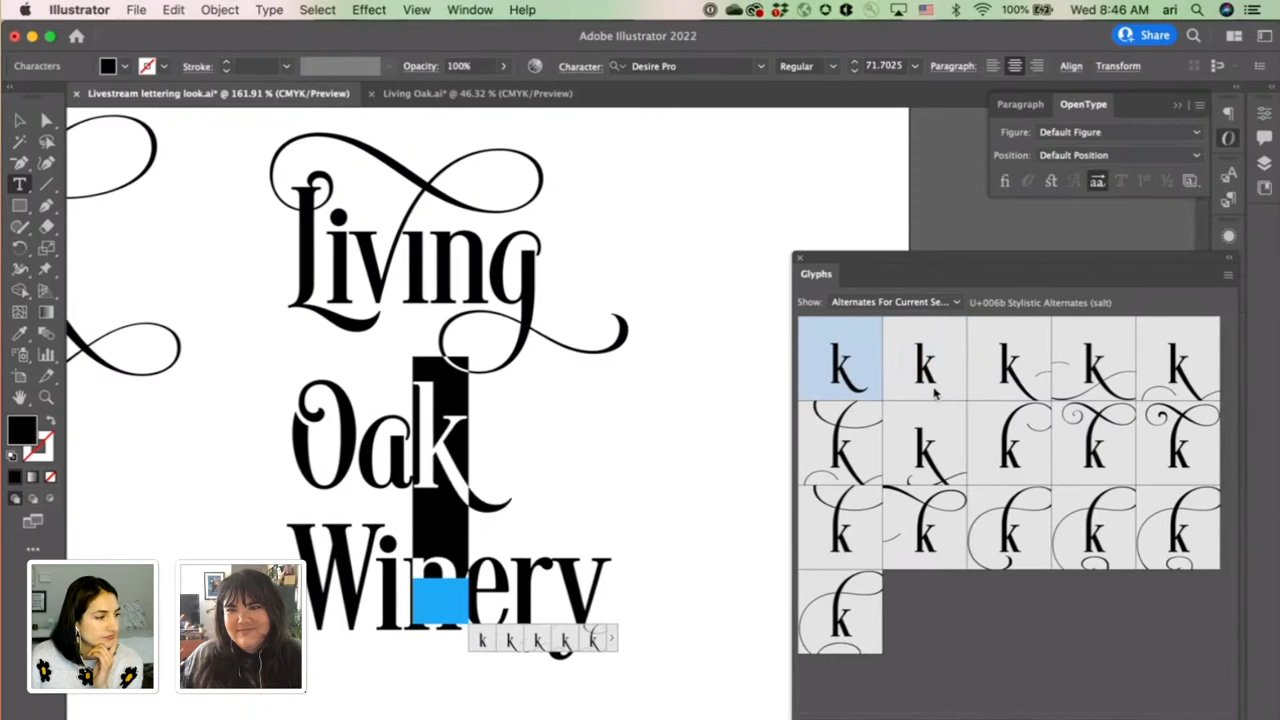 Illustrator File Edit Object Type Select Effect View Window Help 100% Wed 8:46 AM ari
Adobe Illustrator 2022 Share
Characters Stroke: Opacity: 100% Character: Desire Pro Regular 71.7025 Paragraph: Align Transform
× Livestream lettering look.ai* @ 161.91 % (CMYK/Preview) × Living Oak.ai* @ 46.32 % (CMYK/Preview)
Paragraph OpenType
Figure: Default Figure
Position: Default Position
Living
Oak
Winery
Glyphs
Show: Alternates For Current Se... U+006b Stylistic Alternates (salt)
k k k k k
k k k k k
k k k k k
k
k k k k k